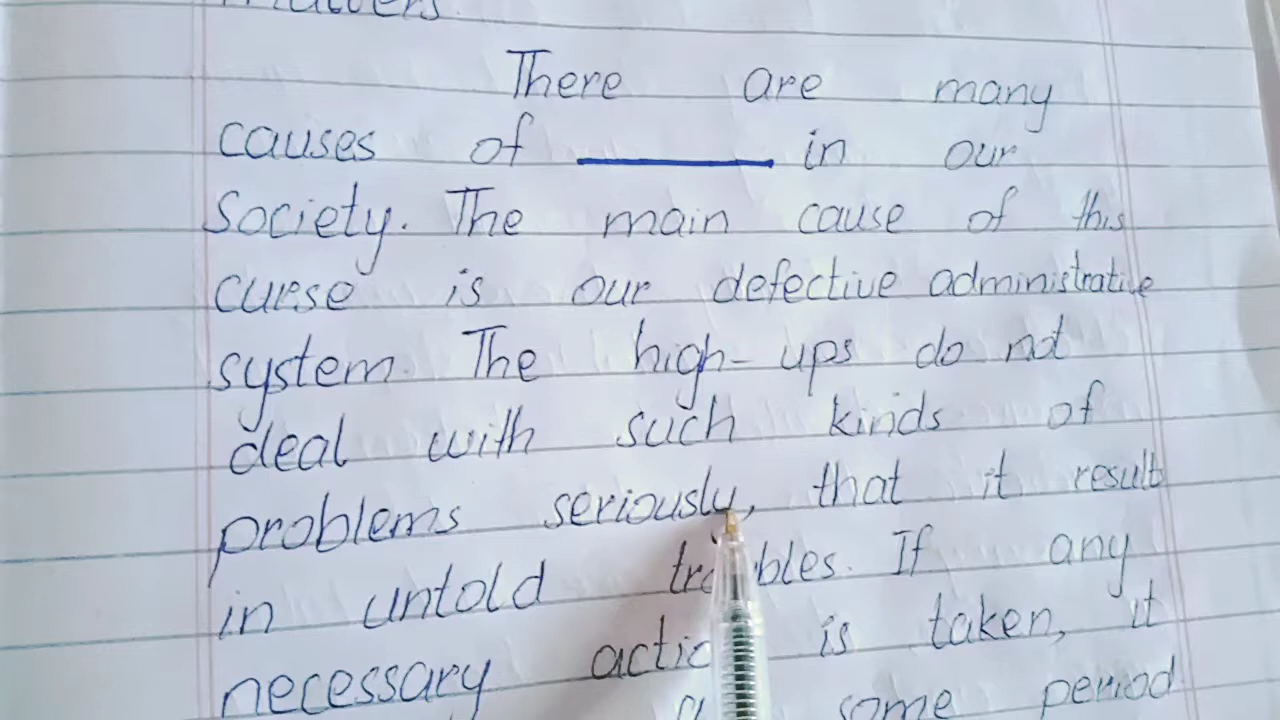 There are many
causes of ________ in our
Society. The main cause of this
curse is our defective administrative
system. The high-ups do not
deal with such kinds of
problems seriously, that it result
in untold troubles. If any
necessary action is taken, it
some period